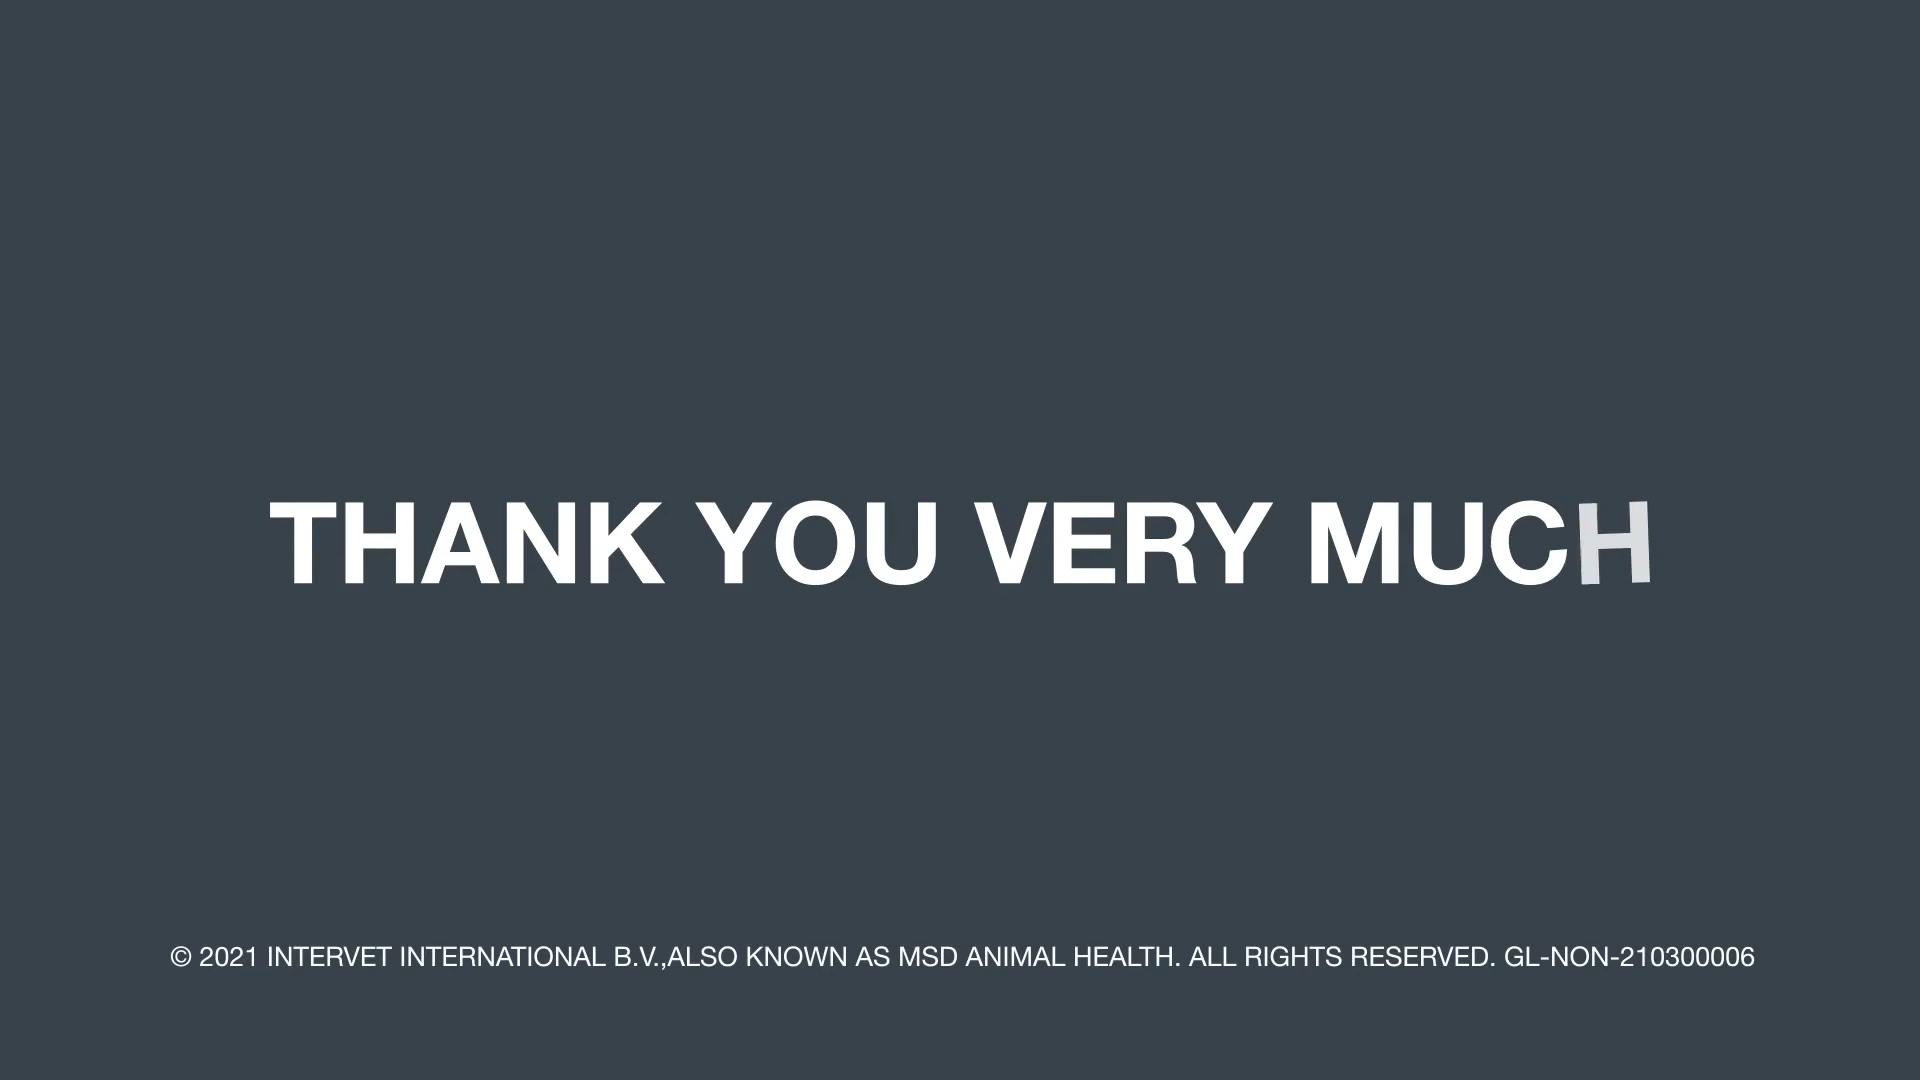 THANK YOU VERY MUCH
© 2021 INTERVET INTERNATIONAL B.V.,ALSO KNOWN AS MSD ANIMAL HEALTH. ALL RIGHTS RESERVED. GL-NON-210300006